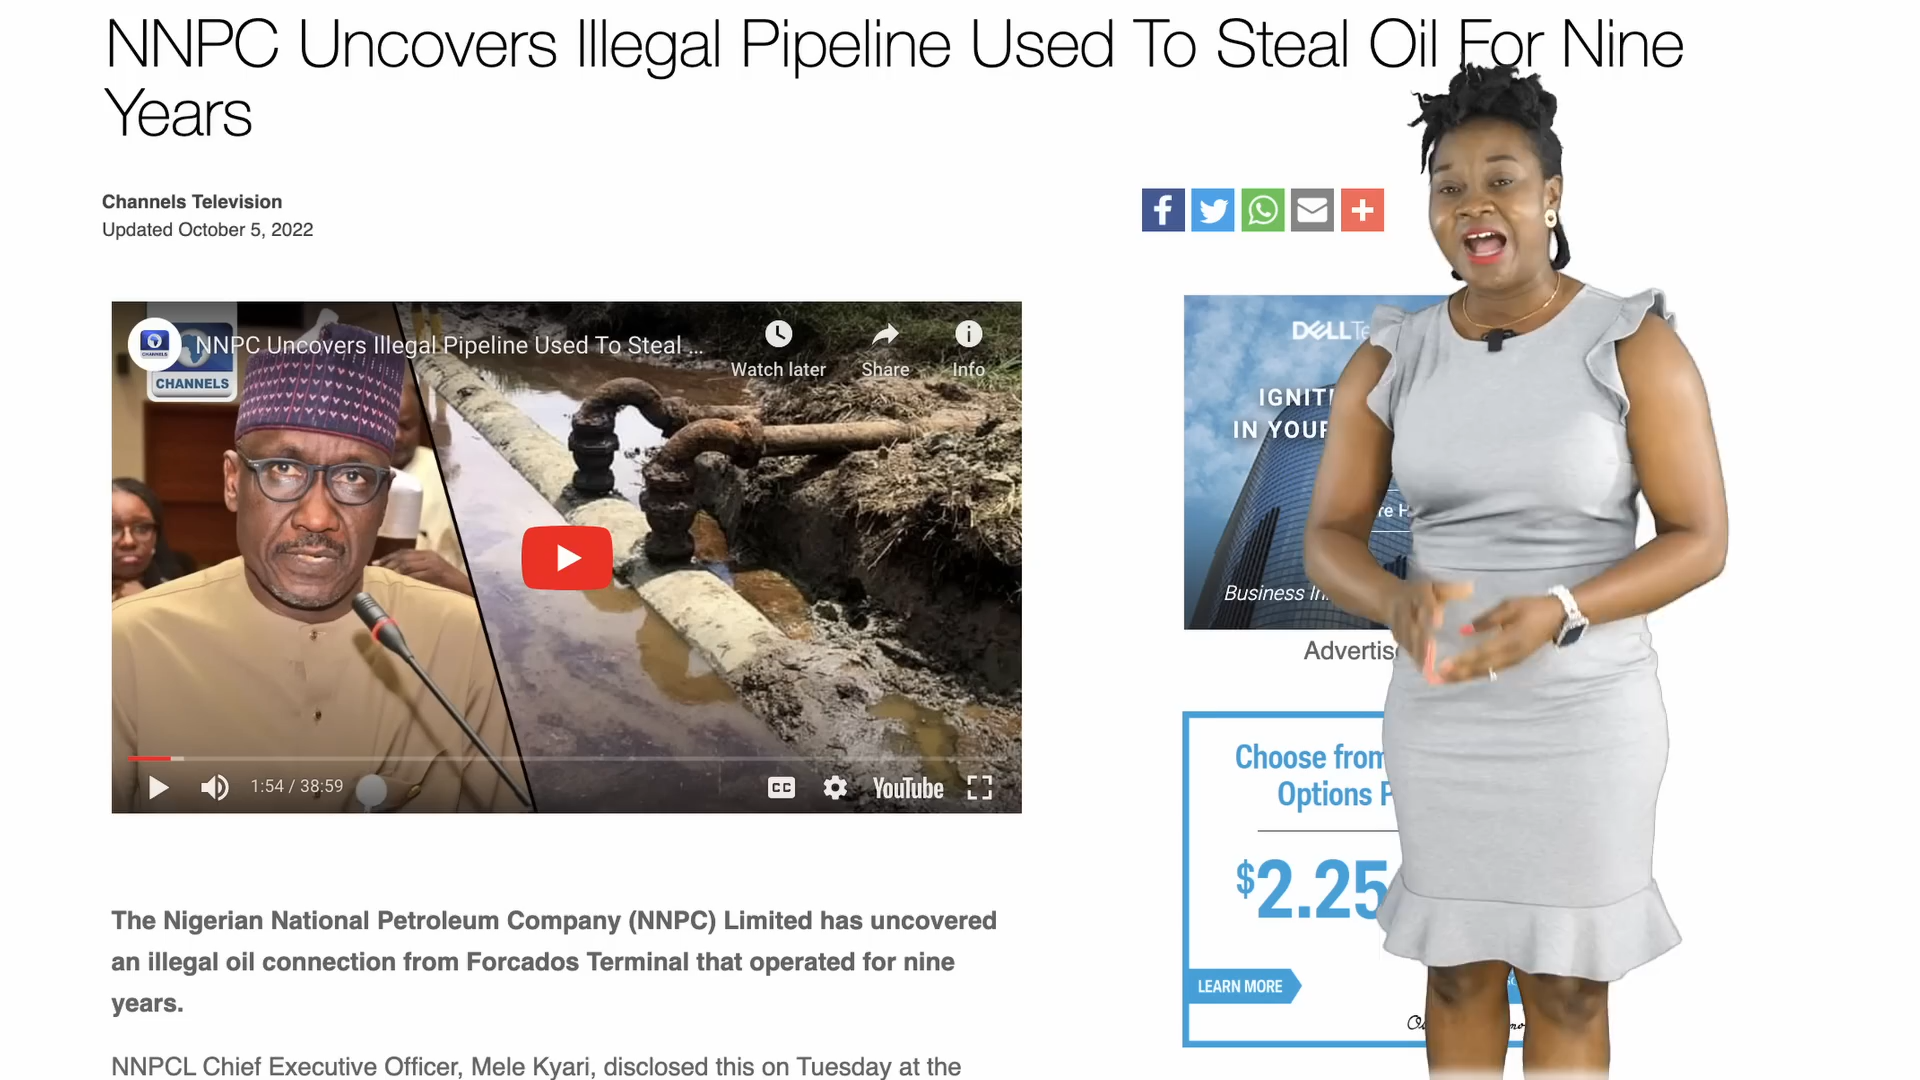 NNPC Uncovers Illegal Pipeline Used To Steal Oil For Nine
Years
Channels Television
Updated October 5, 2022
CHANNELS
NNPC Uncovers Illegal Pipeline Used To Steal ...
Watch later
Share
Info
CHANNELS
1:54 / 38:59
CC
YouTube
DELL
IGNIT
IN YOUR
re H
Business In
Advertis
Choose from
Options P
$2.25
LEARN MORE
The Nigerian National Petroleum Company (NNPC) Limited has uncovered
an illegal oil connection from Forcados Terminal that operated for nine
years.
NNPCL Chief Executive Officer, Mele Kyari, disclosed this on Tuesday at the